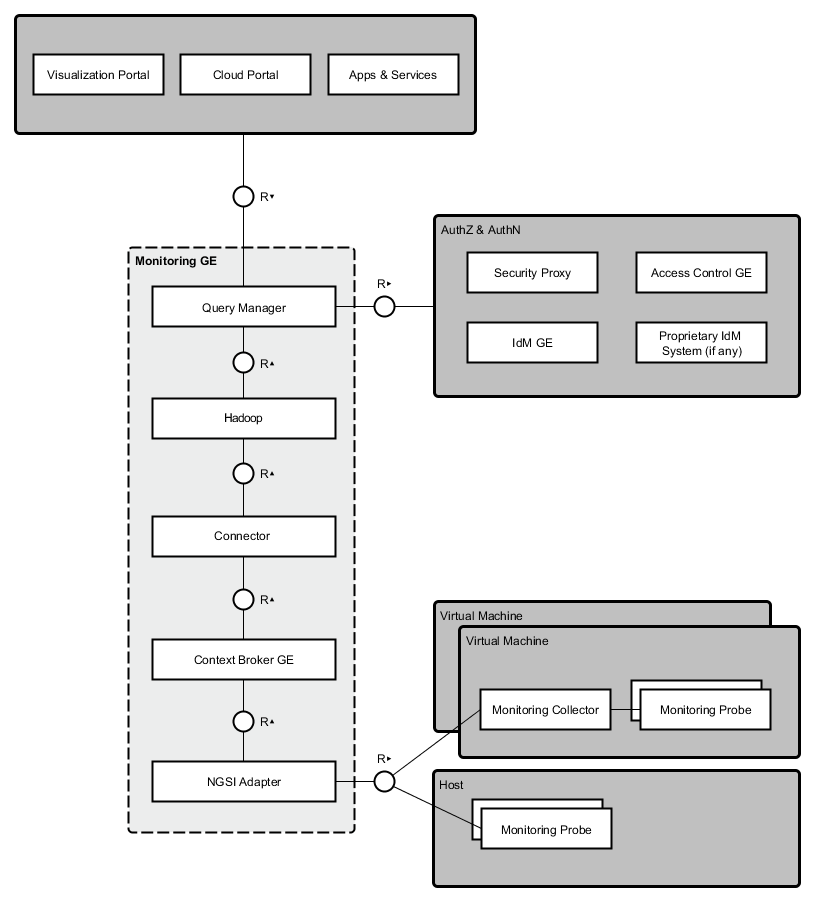 Visualization Portal
Cloud Portal
Apps & Services
R▾
AuthZ & AuthN
Security Proxy
Access Control GE
IdM GE
Proprietary IdM
System (if any)
Monitoring GE
Query Manager
R▸
R▴
Hadoop
R▴
Connector
R▴
Context Broker GE
R▴
NGSI Adapter
R▸
Virtual Machine
Virtual Machine
Monitoring Collector
Monitoring Probe
Host
Monitoring Probe